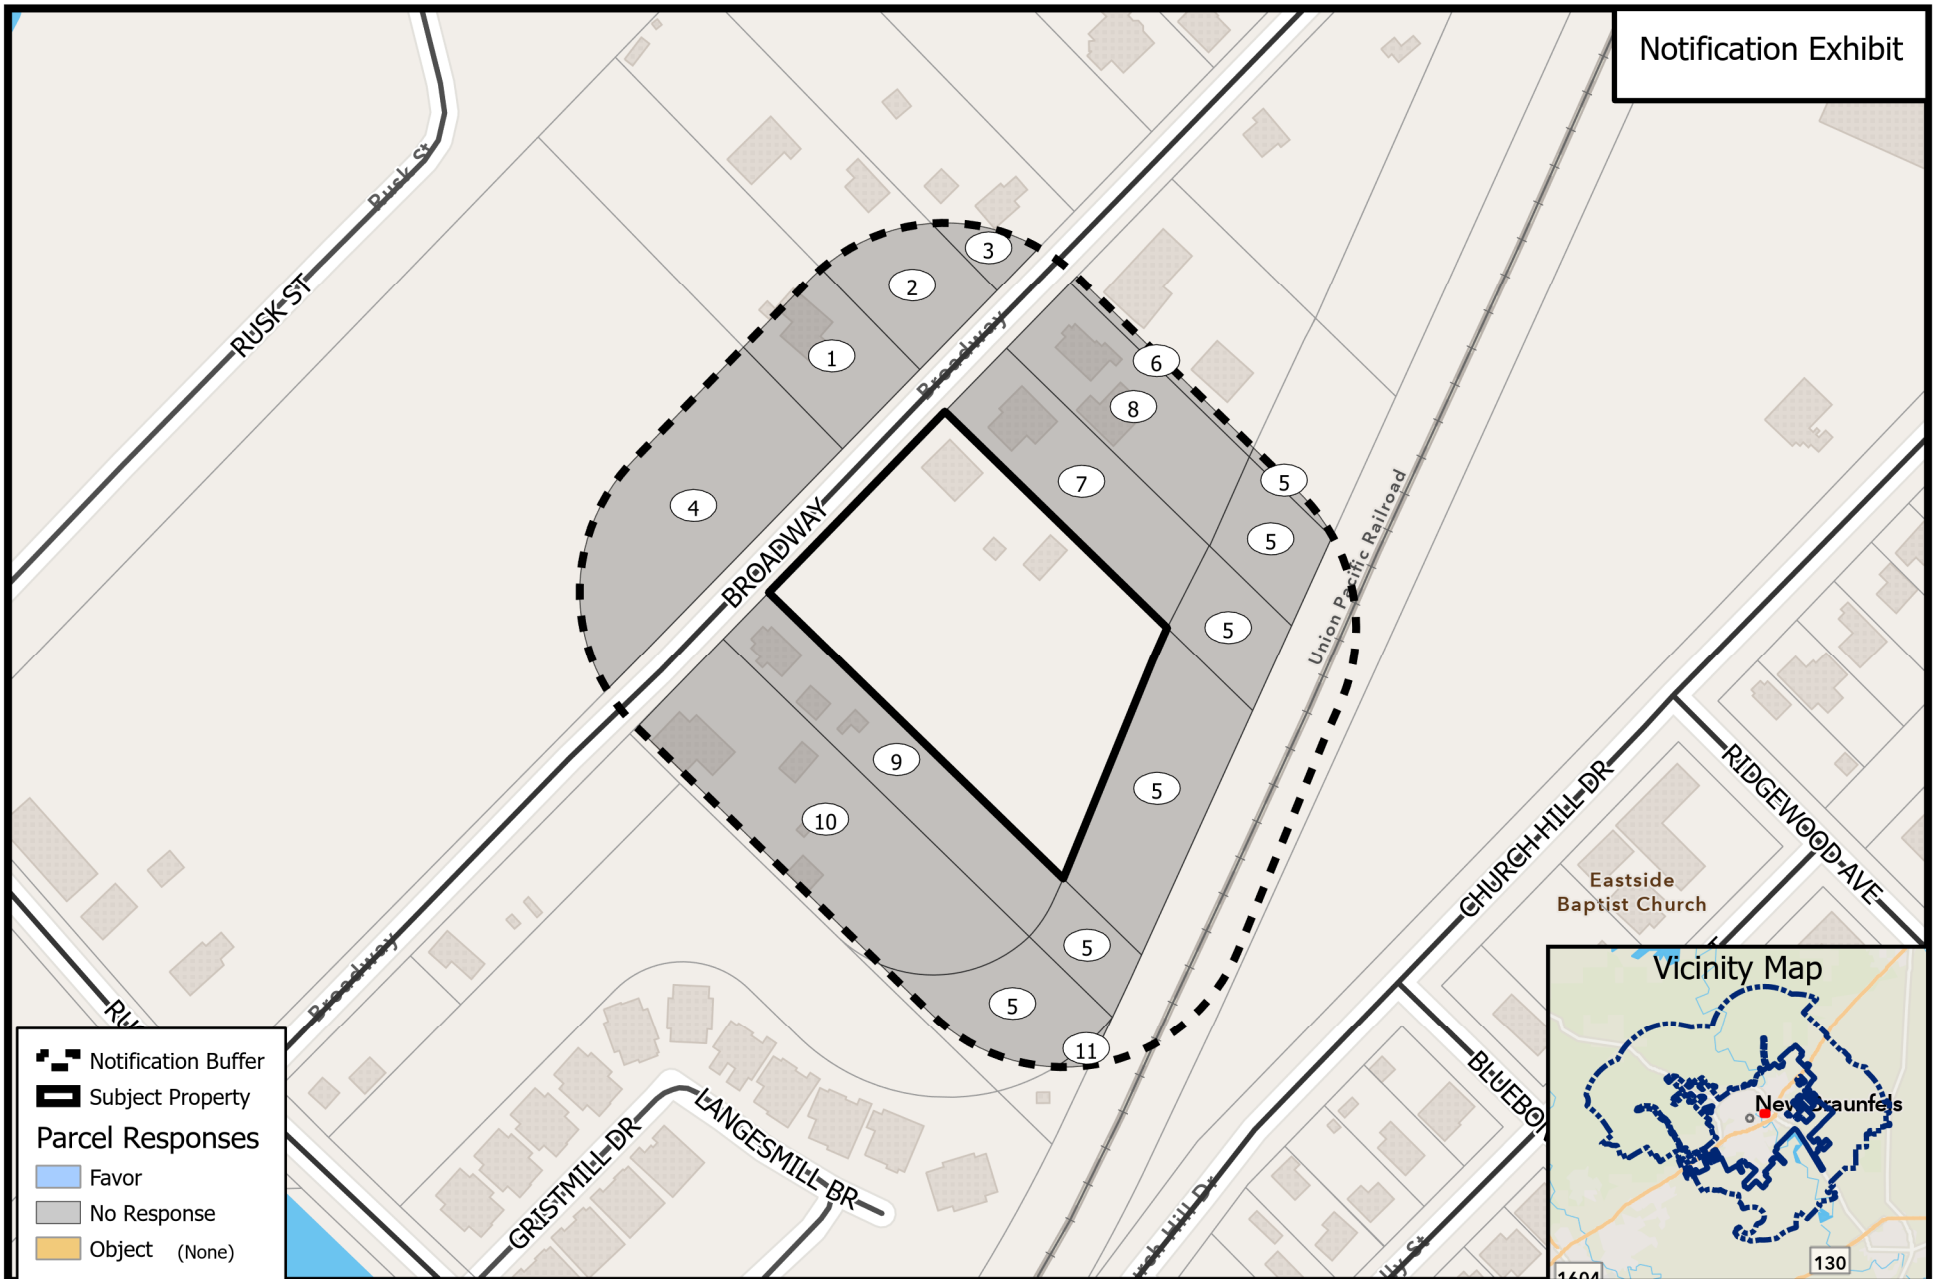 Notification Exhibit
Rusk St
RUSK ST
3
2
1
Broadway
6
8
4
7
5
5
BROADWAY
Union Pacific Railroad
5
9
5
10
CHURCH HILL DR
RIDGEWOOD AVE
Eastside
Baptist Church
5
Broadway
5
11
Vicinity Map
New Braunfels
130
1604
LANGESMILL BR
GRISTMILL DR
Notification Buffer
Subject Property
Parcel Responses
Favor
No Response
Object (None)